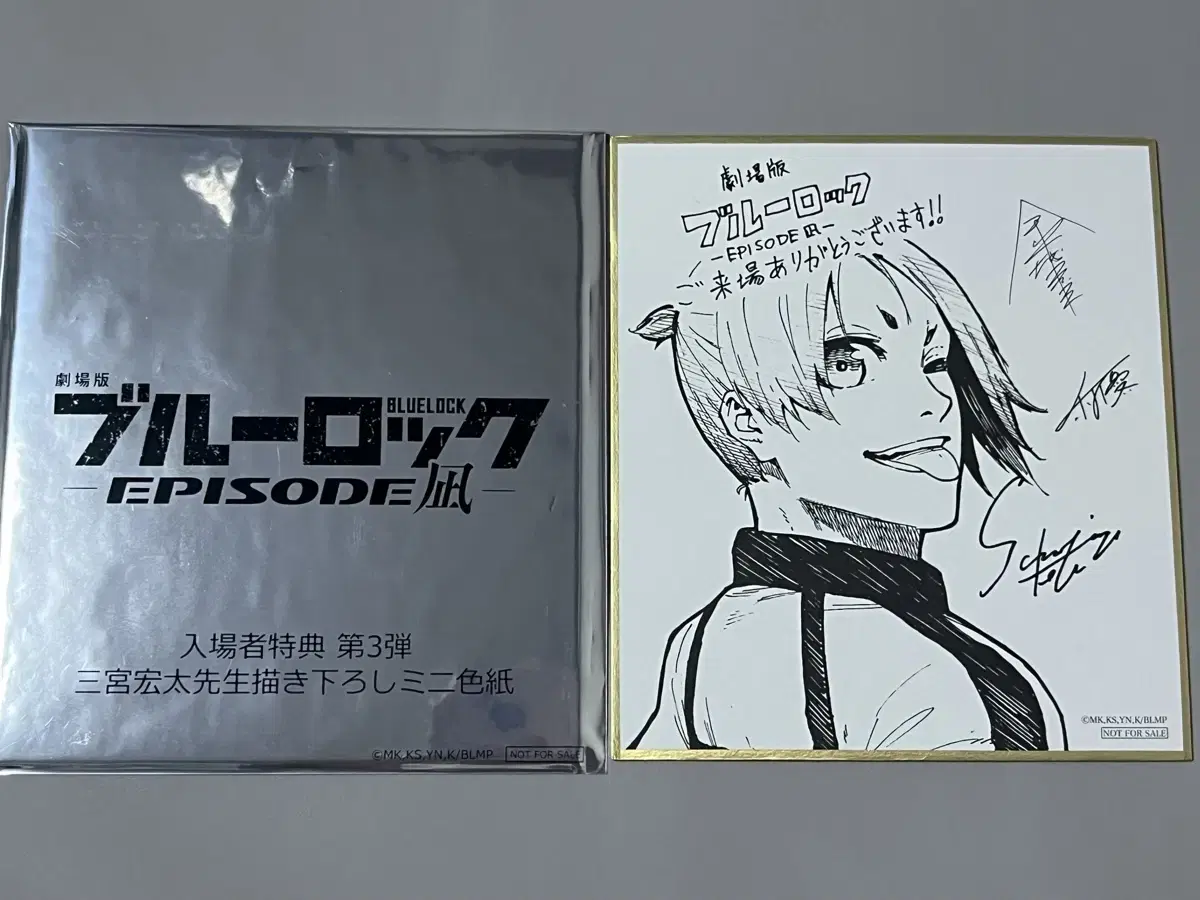 劇場版
ブルーロック
BLUELOCK
EPISODE 凪
入場者特典 第3弾
三宮宏太先生描き下ろしミニ色紙
©MK,KS,YN,K/BLMP NOT FOR SALE
劇場版
ブルーロック
-EPISODE 凪-
ご来場ありがとうございます!!
©MK,KS,YN,K/BLMP
NOT FOR SALE